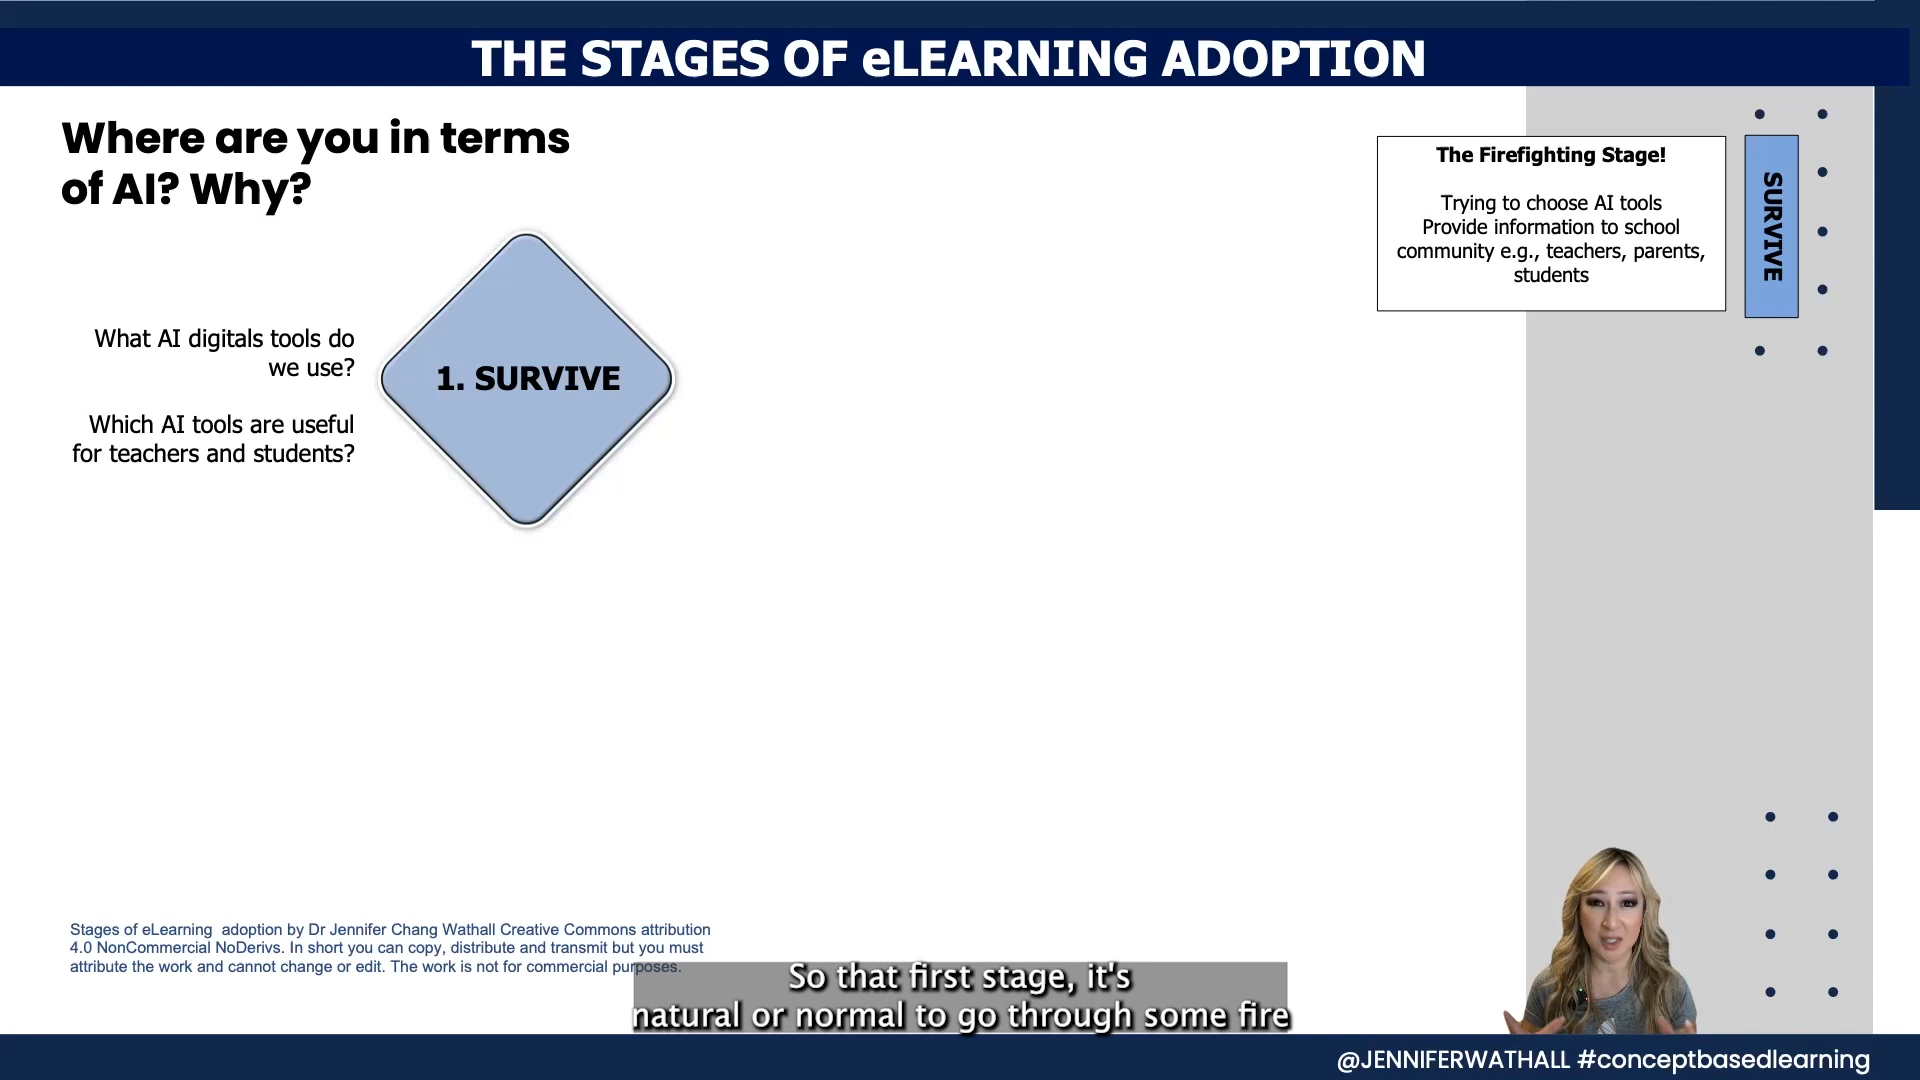 THE STAGES OF eLEARNING ADOPTION
Where are you in terms
of AI? Why?
What AI digitals tools do
we use?
Which AI tools are useful
for teachers and students?
1. SURVIVE
The Firefighting Stage!
Trying to choose AI tools
Provide information to school
community e.g., teachers, parents,
students
SURVIVE
Stages of eLearning adoption by Dr Jennifer Chang Wathall Creative Commons attribution
4.0 NonCommercial NoDerivs. In short you can copy, distribute and transmit but you must
attribute the work and cannot change or edit. The work is not for commercial purposes.
So that first stage, it's
natural or normal to go through some fire
@JENNIFERWATHALL #conceptbasedlearning